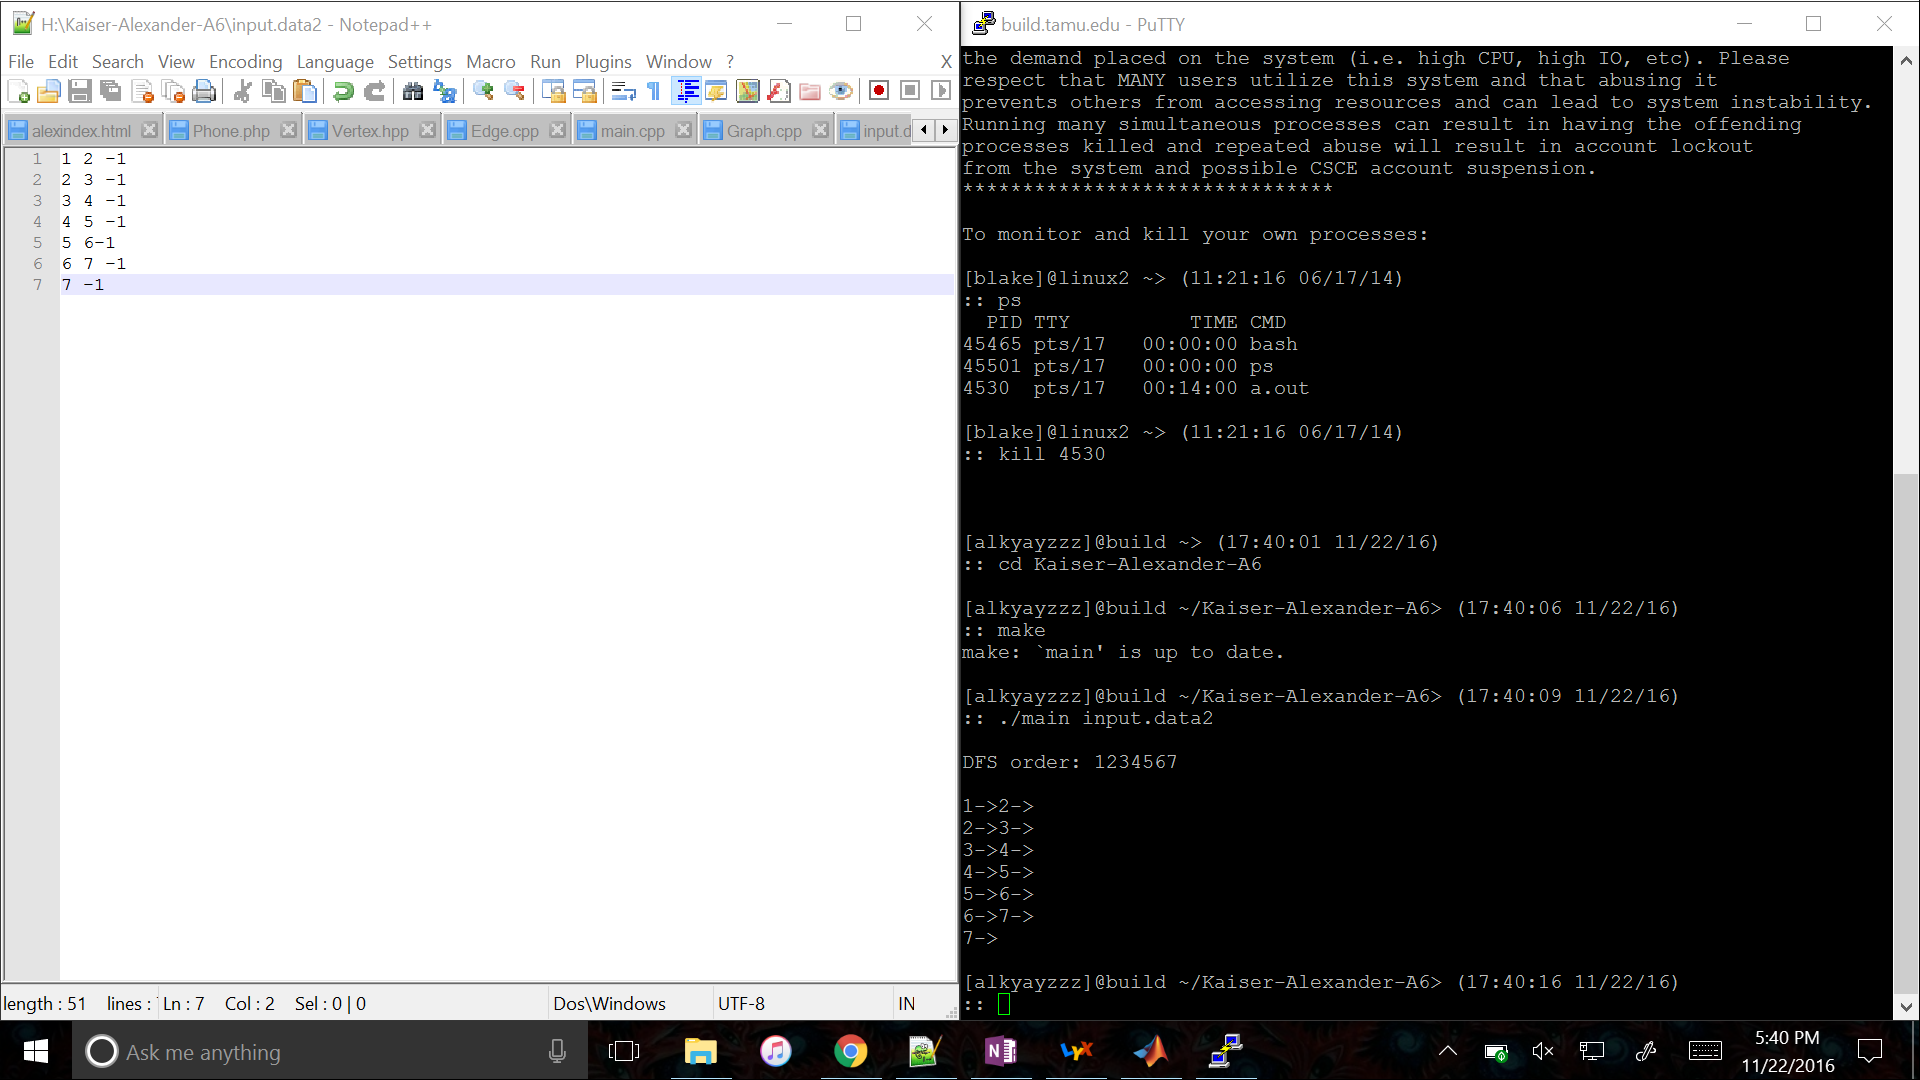 H:\Kaiser-Alexander-A6\input.data2 - Notepad++
File Edit Search View Encoding Language Settings Macro Run Plugins Window ? X
alexindex.html Phone.php Vertex.hpp Edge.cpp main.cpp Graph.cpp input.d
1 1 2 -1
2 2 3 -1
3 3 4 -1
4 4 5 -1
5 5 6-1
6 6 7 -1
7 7 -1
length : 51 lines : Ln : 7 Col : 2 Sel : 0 | 0 Dos\Windows UTF-8 IN
build.tamu.edu - PuTTY
the demand placed on the system (i.e. high CPU, high IO, etc). Please
respect that MANY users utilize this system and that abusing it
prevents others from accessing resources and can lead to system instability.
Running many simultaneous processes can result in having the offending
processes killed and repeated abuse will result in account lockout
from the system and possible CSCE account suspension.
*******************************
To monitor and kill your own processes:
[blake]@linux2 ~> (11:21:16 06/17/14)
:: ps
PID TTY TIME CMD
45465 pts/17 00:00:00 bash
45501 pts/17 00:00:00 ps
4530 pts/17 00:14:00 a.out
[blake]@linux2 ~> (11:21:16 06/17/14)
:: kill 4530
[alkyayzzz]@build ~> (17:40:01 11/22/16)
:: cd Kaiser-Alexander-A6
[alkyayzzz]@build ~/Kaiser-Alexander-A6> (17:40:06 11/22/16)
:: make
make: `main' is up to date.
[alkyayzzz]@build ~/Kaiser-Alexander-A6> (17:40:09 11/22/16)
:: ./main input.data2
DFS order: 1234567
1->2->
2->3->
3->4->
4->5->
5->6->
6->7->
7->
[alkyayzzz]@build ~/Kaiser-Alexander-A6> (17:40:16 11/22/16)
::
Ask me anything
5:40 PM
11/22/2016